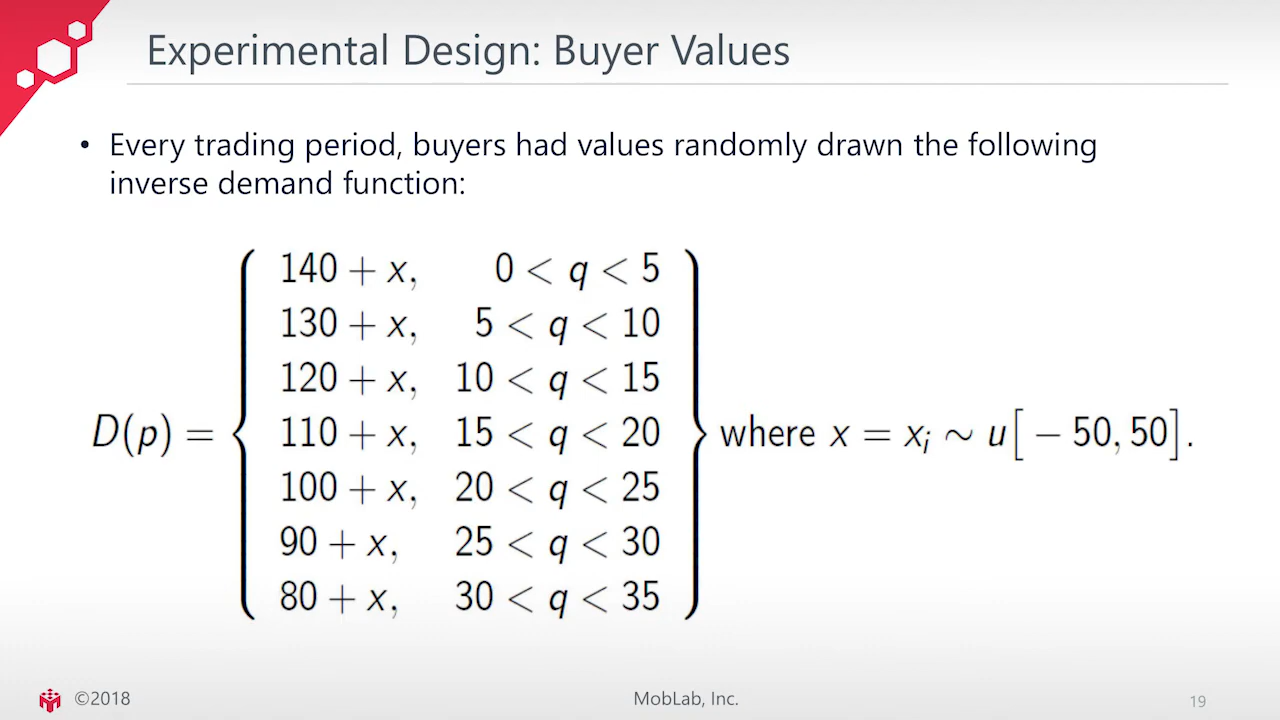 Experimental Design: Buyer Values
• Every trading period, buyers had values randomly drawn the following
inverse demand function:
140 + x, 0 < q < 5
130 + x, 5 < q < 10
120 + x, 10 < q < 15
D(p) = { 110 + x, 15 < q < 20 } where x = xᵢ ~ u[ − 50, 50].
100 + x, 20 < q < 25
90 + x, 25 < q < 30
80 + x, 30 < q < 35
©2018 MobLab, Inc. 19